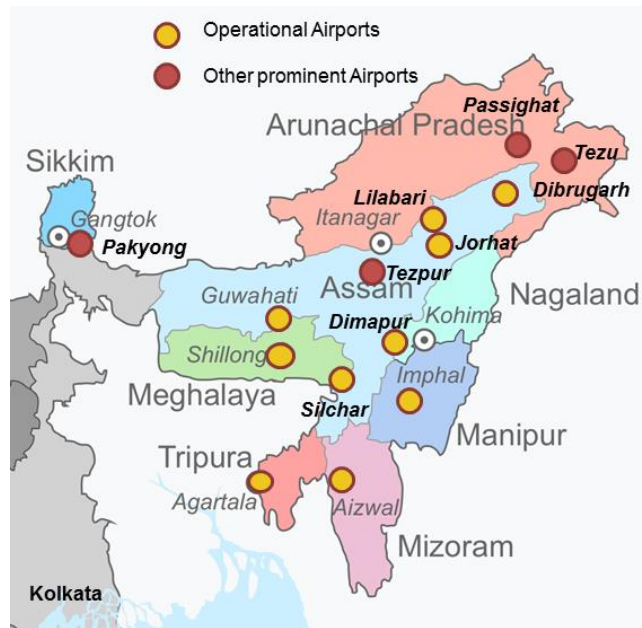 Operational Airports
Other prominent Airports
Passighat
Arunachal Pradesh
Tezu
Sikkim
Lilabari
Dibrugarh
Gangtok
Itanagar
Pakyong
Jorhat
Tezpur
Assam
Nagaland
Guwahati
Dimapur
Kohima
Shillong
Imphal
Meghalaya
Silchar
Manipur
Tripura
Agartala
Aizwal
Mizoram
Kolkata